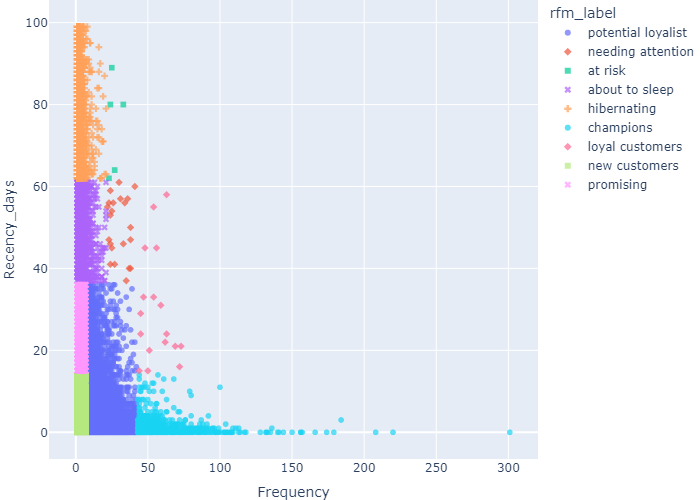 rfm_label
potential loyalist
needing attention
at risk
about to sleep
hibernating
champions
loyal customers
new customers
promising
Recency_days
100
80
60
40
20
0
0 50 100 150 200 250 300
Frequency